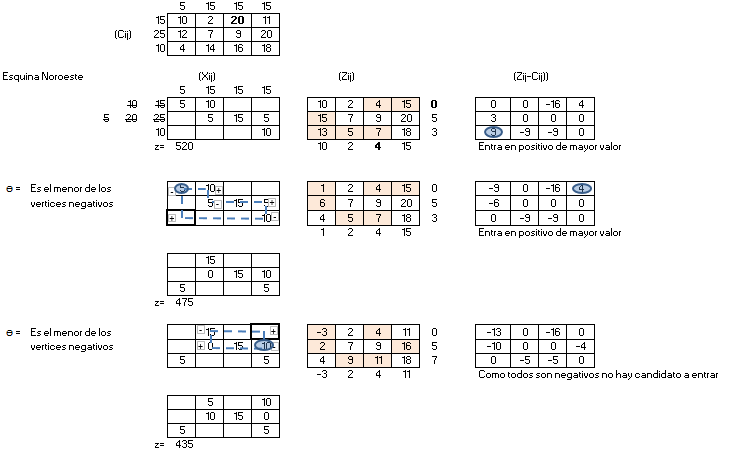 5 15 15 15
15 10 2 20 11
(Cij) 25 12 7 9 20
10 4 14 16 18
Esquina Noroeste (Xij) (Zij) (Zij-Cij))
5 15 15 15
10 15 5 10 10 2 4 15 0 0 0 -16 4
5 20 25 5 15 5 15 7 9 20 5 3 0 0 0
10 10 13 5 7 18 3 9 -9 -9 0
z= 520 10 2 4 15 Entra en positivo de mayor valor
ө = Es el menor de los - 5 10 + 1 2 4 15 0 -9 0 -16 4
vertices negativos 5 - 15 5 + 6 7 9 20 5 -6 0 0 0
+ 10 - 4 5 7 18 3 0 -9 -9 0
1 2 4 15 Entra en positivo de mayor valor
15
0 15 10
5 5
z= 475
ө = Es el menor de los - 15 + -3 2 4 11 0 -13 0 -16 0
vertices negativos + 0 15 10 - 2 7 9 16 5 -10 0 0 -4
5 5 4 9 11 18 7 0 -5 -5 0
-3 2 4 11 Como todos son negativos no hay candidato a entrar
5 10
10 15 0
5 5
z= 435